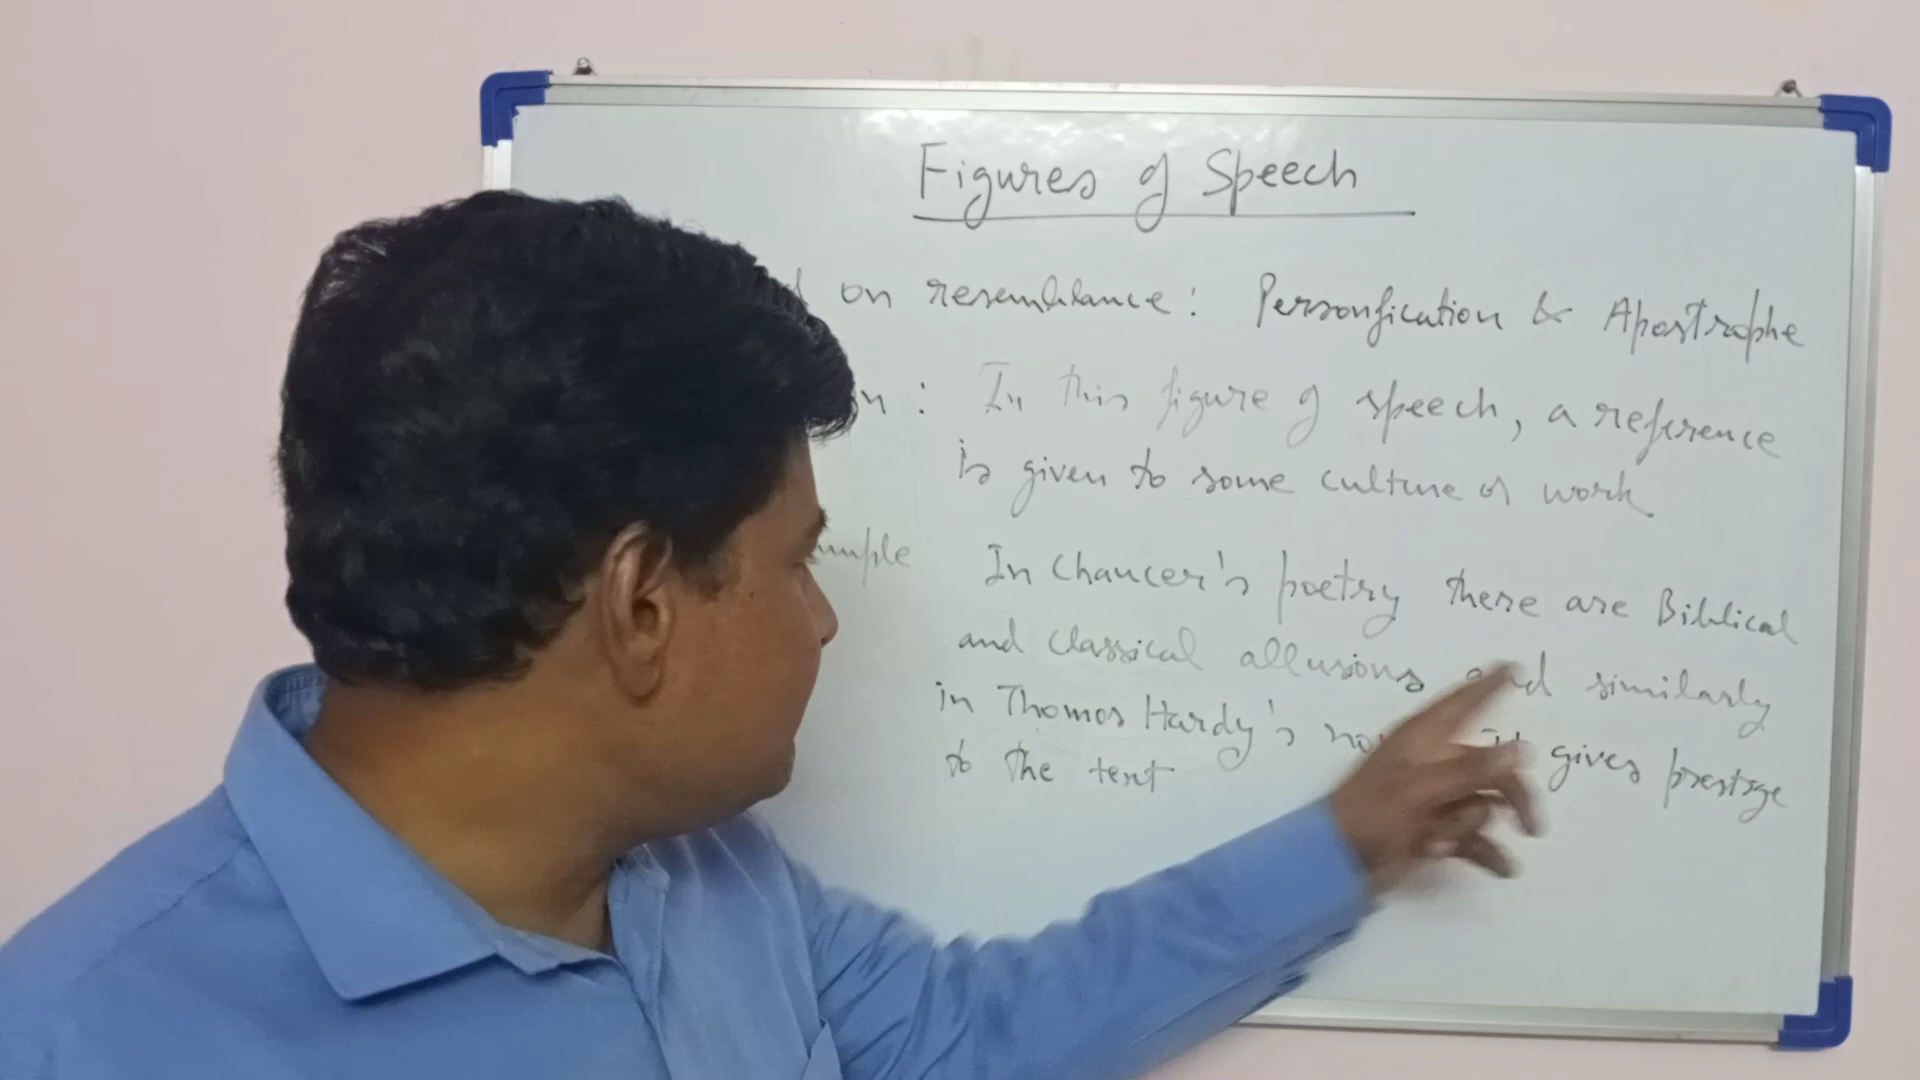 Figures of Speech
on resemblance: Personfication & Apostrophe
: In this figure of speech, a reference
is given to some culture or work
In Chaucer's poetry there are Biblical
and classical allusions and similarly
in Thomas Hardy's gives prestige
to the text